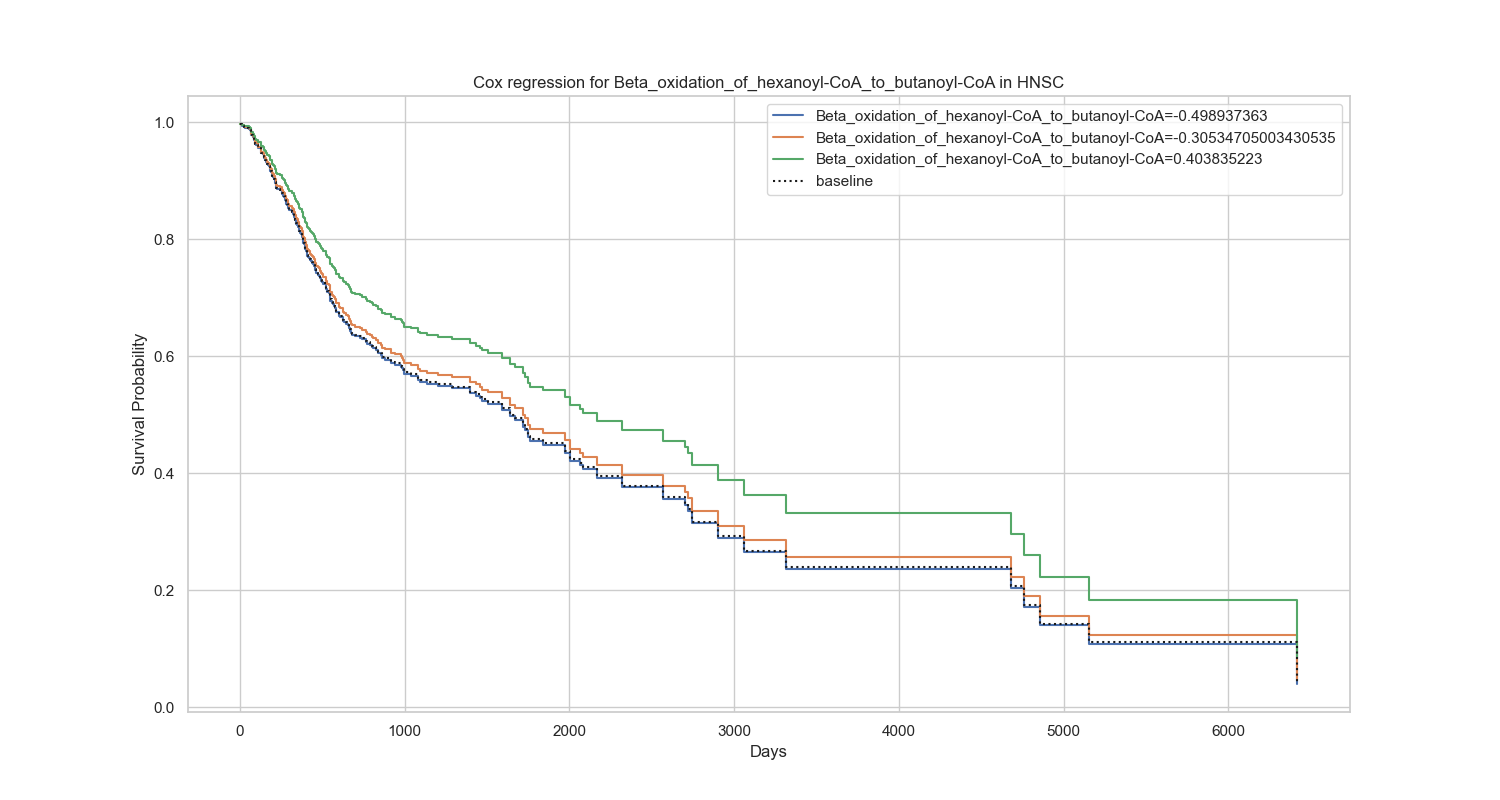 Cox regression for Beta_oxidation_of_hexanoyl-CoA_to_butanoyl-CoA in HNSC
Beta_oxidation_of_hexanoyl-CoA_to_butanoyl-CoA=-0.498937363
Beta_oxidation_of_hexanoyl-CoA_to_butanoyl-CoA=-0.30534705003430535
Beta_oxidation_of_hexanoyl-CoA_to_butanoyl-CoA=0.403835223
baseline
Survival Probability
1.0
0.8
0.6
0.4
0.2
0.0
0 1000 2000 3000 4000 5000 6000
Days